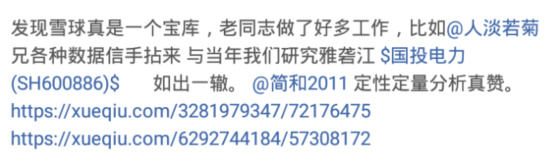 发现雪球真是一个宝库，老同志做了好多工作，比如@人淡若菊
兄各种数据信手拈来 与当年我们研究雅砻江 $国投电力
(SH600886)$ 如出一辙。 @简和2011 定性定量分析真赞。
https://xueqiu.com/3281979347/72176475
https://xueqiu.com/6292744184/57308172